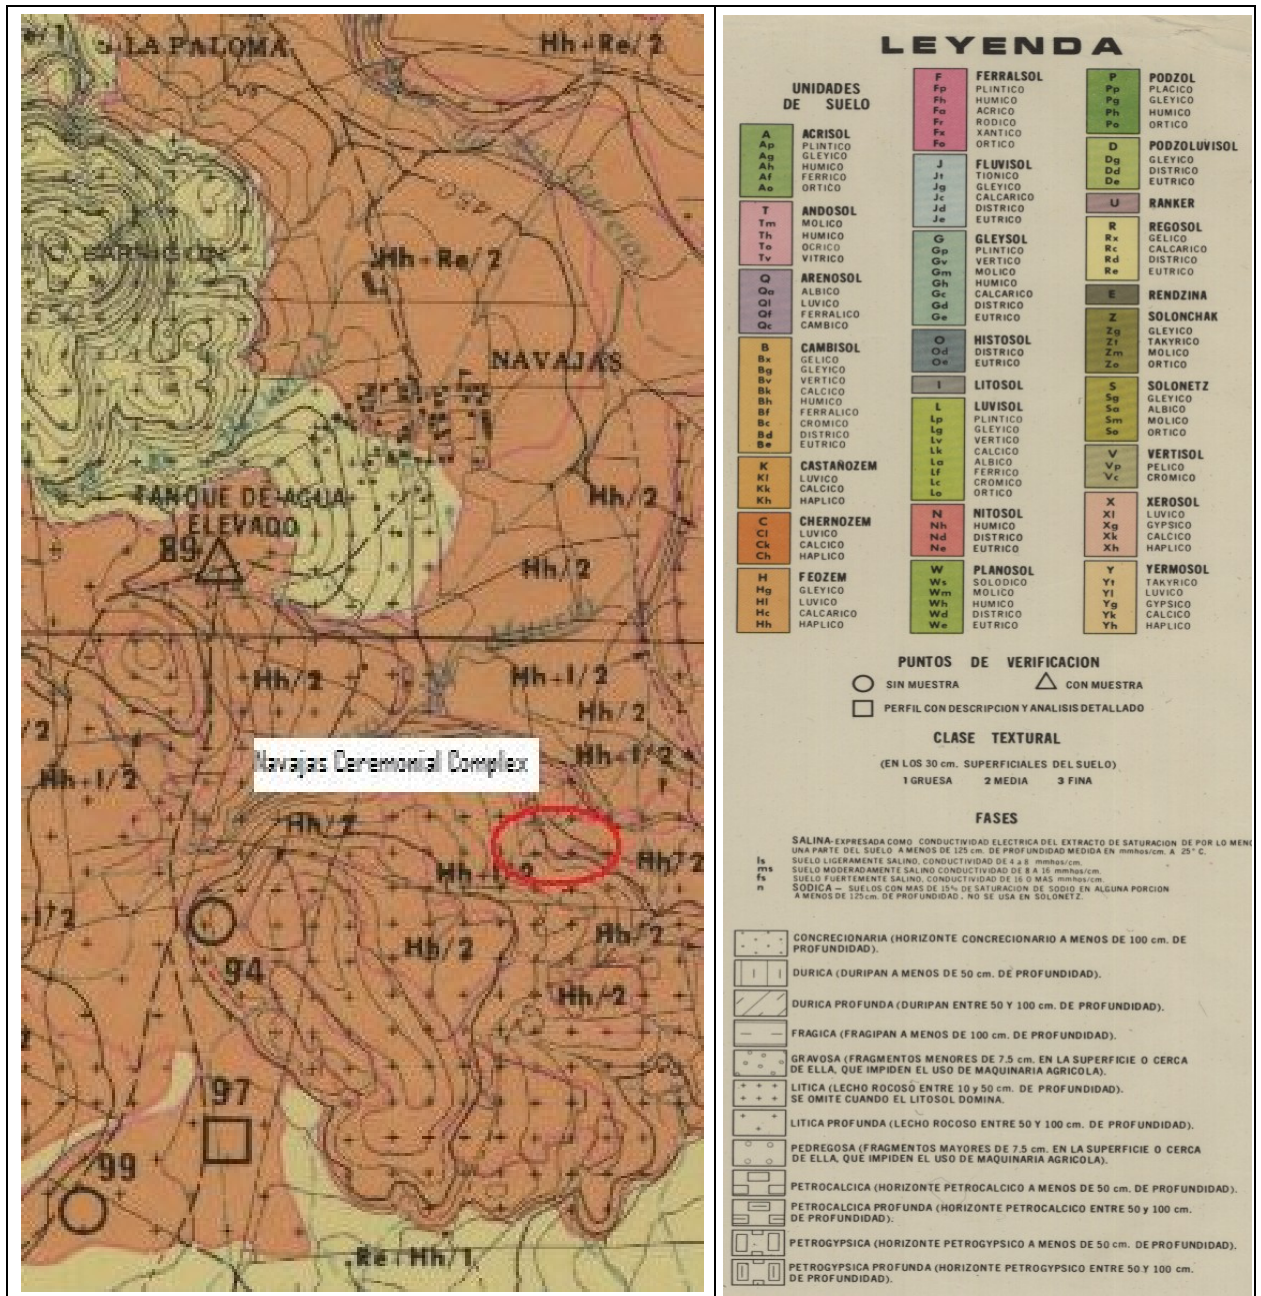 LA PALOMA
Hh+Re/2
450
Hh+Re/2
NAVAJAS
Hh/2
TANQUE DE AGUA
ELEVADO
89
Hh/2
Hh/2
Hh+I/2
Hh/2
Hh+I/2
Navajas Ceremonial Complex
Hh+I/2
Hh/2
Hh/2
Hh+I/2
Hh/2
Hh/2
94
Hh/2
97
99
Re+Hh/1
LEYENDA
UNIDADES
DE SUELO
A ACRISOL
Ap PLINTICO
Ag GLEYICO
Ah HUMICO
Af FERRICO
Ao ORTICO
T ANDOSOL
Tm MOLICO
Th HUMICO
To OCRICO
Tv VITRICO
Q ARENOSOL
Qa ALBICO
Ql LUVICO
Qf FERRALICO
Qc CAMBICO
B CAMBISOL
Bx GELICO
Bg GLEYICO
Bv VERTICO
Bk CALCICO
Bh HUMICO
Bf FERRALICO
Bc CROMICO
Bd DISTRICO
Be EUTRICO
K CASTAÑOZEM
Kl LUVICO
Kk CALCICO
Kh HAPLICO
C CHERNOZEM
Cl LUVICO
Ck CALCICO
Ch HAPLICO
H FEOZEM
Hg GLEYICO
Hl LUVICO
Hc CALCARICO
Hh HAPLICO
F FERRALSOL
Fp PLINTICO
Fh HUMICO
Fa ACRICO
Fr RODICO
Fx XANTICO
Fo ORTICO
J FLUVISOL
Jt TIONICO
Jg GLEYICO
Jc CALCARICO
Jd DISTRICO
Je EUTRICO
G GLEYSOL
Gp PLINTICO
Gv VERTICO
Gm MOLICO
Gh HUMICO
Gc CALCARICO
Gd DISTRICO
Ge EUTRICO
O HISTOSOL
Od DISTRICO
Oe EUTRICO
I LITOSOL
L LUVISOL
Lp PLINTICO
Lg GLEYICO
Lv VERTICO
Lk CALCICO
La ALBICO
Lf FERRICO
Lc CROMICO
Lo ORTICO
N NITOSOL
Nh HUMICO
Nd DISTRICO
Ne EUTRICO
W PLANOSOL
Ws SOLODICO
Wm MOLICO
Wh HUMICO
Wd DISTRICO
We EUTRICO
P PODZOL
Pp PLACICO
Pg GLEYICO
Ph HUMICO
Po ORTICO
D PODZOLUVISOL
Dg GLEYICO
Dd DISTRICO
De EUTRICO
U RANKER
R REGOSOL
Rx GELICO
Rc CALCARICO
Rd DISTRICO
Re EUTRICO
E RENDZINA
Z SOLONCHAK
Zg GLEYICO
Zt TAKYRICO
Zm MOLICO
Zo ORTICO
S SOLONETZ
Sg GLEYICO
Sa ALBICO
Sm MOLICO
So ORTICO
V VERTISOL
Vp PELICO
Vc CROMICO
X XEROSOL
Xl LUVICO
Xg GYPSICO
Xk CALCICO
Xh HAPLICO
Y YERMOSOL
Yt TAKYRICO
Yl LUVICO
Yg GYPSICO
Yk CALCICO
Yh HAPLICO
PUNTOS DE VERIFICACION
SIN MUESTRA CON MUESTRA
PERFIL CON DESCRIPCION Y ANALISIS DETALLADO
CLASE TEXTURAL
(EN LOS 30 cm. SUPERFICIALES DEL SUELO)
1 GRUESA 2 MEDIA 3 FINA
FASES
SALINA-EXPRESADA COMO CONDUCTIVIDAD ELECTRICA DEL EXTRACTO DE SATURACION DE POR LO MENO
UNA PARTE DEL SUELO A MENOS DE 125 cm. DE PROFUNDIDAD MEDIDA EN mmhos/cm. A 25° C.
ls SUELO LIGERAMENTE SALINO, CONDUCTIVIDAD DE 4 a 8 mmhos/cm.
ms SUELO MODERADAMENTE SALINO CONDUCTIVIDAD DE 8 A 16 mmhos/cm.
fs SUELO FUERTEMENTE SALINO, CONDUCTIVIDAD DE 16 O MAS mmhos/cm.
n SODICA — SUELOS CON MAS DE 15% DE SATURACION DE SODIO EN ALGUNA PORCION
A MENOS DE 125 cm. DE PROFUNDIDAD, NO SE USA EN SOLONETZ.
CONCRECIONARIA (HORIZONTE CONCRECIONARIO A MENOS DE 100 cm. DE
PROFUNDIDAD).
DURICA (DURIPAN A MENOS DE 50 cm. DE PROFUNDIDAD).
DURICA PROFUNDA (DURIPAN ENTRE 50 Y 100 cm. DE PROFUNDIDAD).
FRAGICA (FRAGIPAN A MENOS DE 100 cm. DE PROFUNDIDAD).
GRAVOSA (FRAGMENTOS MENORES DE 7.5 cm. EN LA SUPERFICIE O CERCA
DE ELLA, QUE IMPIDEN EL USO DE MAQUINARIA AGRICOLA).
LITICA (LECHO ROCOSO ENTRE 10 y 50 cm. DE PROFUNDIDAD).
SE OMITE CUANDO EL LITOSOL DOMINA.
LITICA PROFUNDA (LECHO ROCOSO ENTRE 50 Y 100 cm. DE PROFUNDIDAD).
PEDREGOSA (FRAGMENTOS MAYORES DE 7.5 cm. EN LA SUPERFICIE O CERCA
DE ELLA, QUE IMPIDEN EL USO DE MAQUINARIA AGRICOLA).
PETROCALCICA (HORIZONTE PETROCALCICO A MENOS DE 50 cm. DE PROFUNDIDAD).
PETROCALCICA PROFUNDA (HORIZONTE PETROCALCICO ENTRE 50 y 100 cm.
DE PROFUNDIDAD).
PETROGYPSICA (HORIZONTE PETROGYPSICO A MENOS DE 50 cm. DE PROFUNDIDAD).
PETROGYPSICA PROFUNDA (HORIZONTE PETROGYPSICO ENTRE 50 Y 100 cm.
DE PROFUNDIDAD).